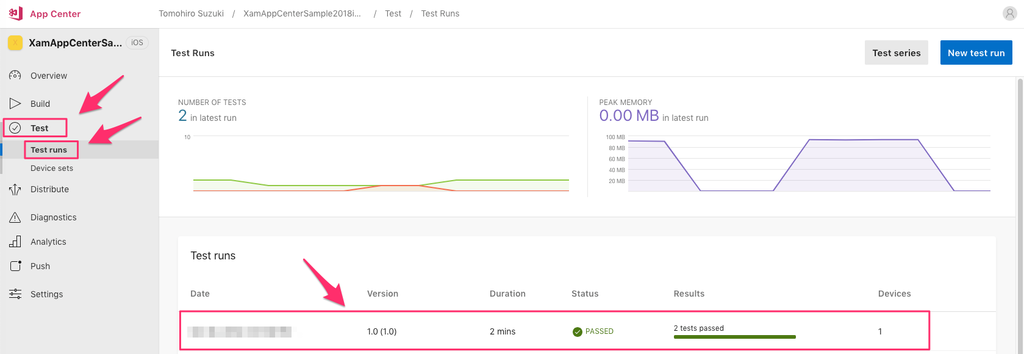 App Center
Tomohiro Suzuki / XamAppCenterSample2018i... / Test / Test Runs
XamAppCenterSa... iOS
Overview
Build
Test
Test runs
Device sets
Distribute
Diagnostics
Analytics
Push
Settings
Test Runs
Test series
New test run
NUMBER OF TESTS
2 in latest run
10
PEAK MEMORY
0.00 MB in latest run
100 MB
80 MB
60 MB
40 MB
20 MB
Test runs
Date Version Duration Status Results Devices
1.0 (1.0) 2 mins PASSED 2 tests passed 1